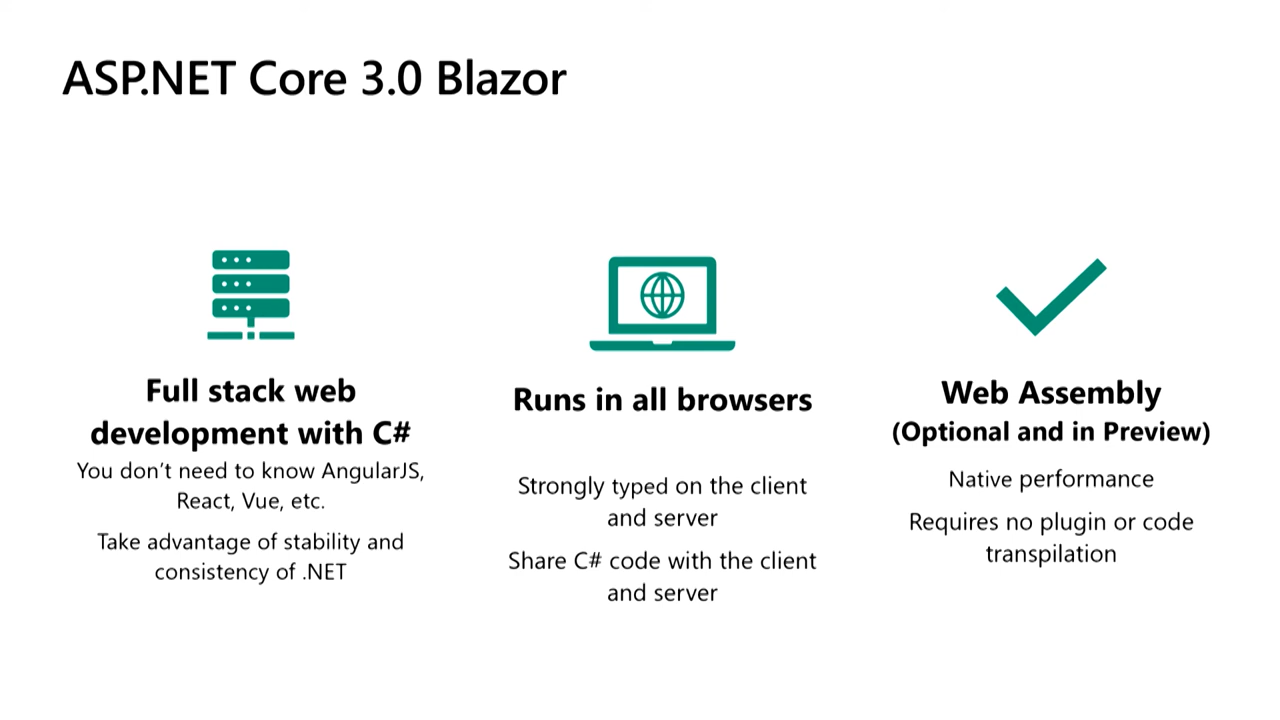 ASP.NET Core 3.0 Blazor
Full stack web
development with C#
You don't need to know AngularJS,
React, Vue, etc.
Take advantage of stability and
consistency of .NET
Runs in all browsers
Strongly typed on the client
and server
Share C# code with the client
and server
Web Assembly
(Optional and in Preview)
Native performance
Requires no plugin or code
transpilation